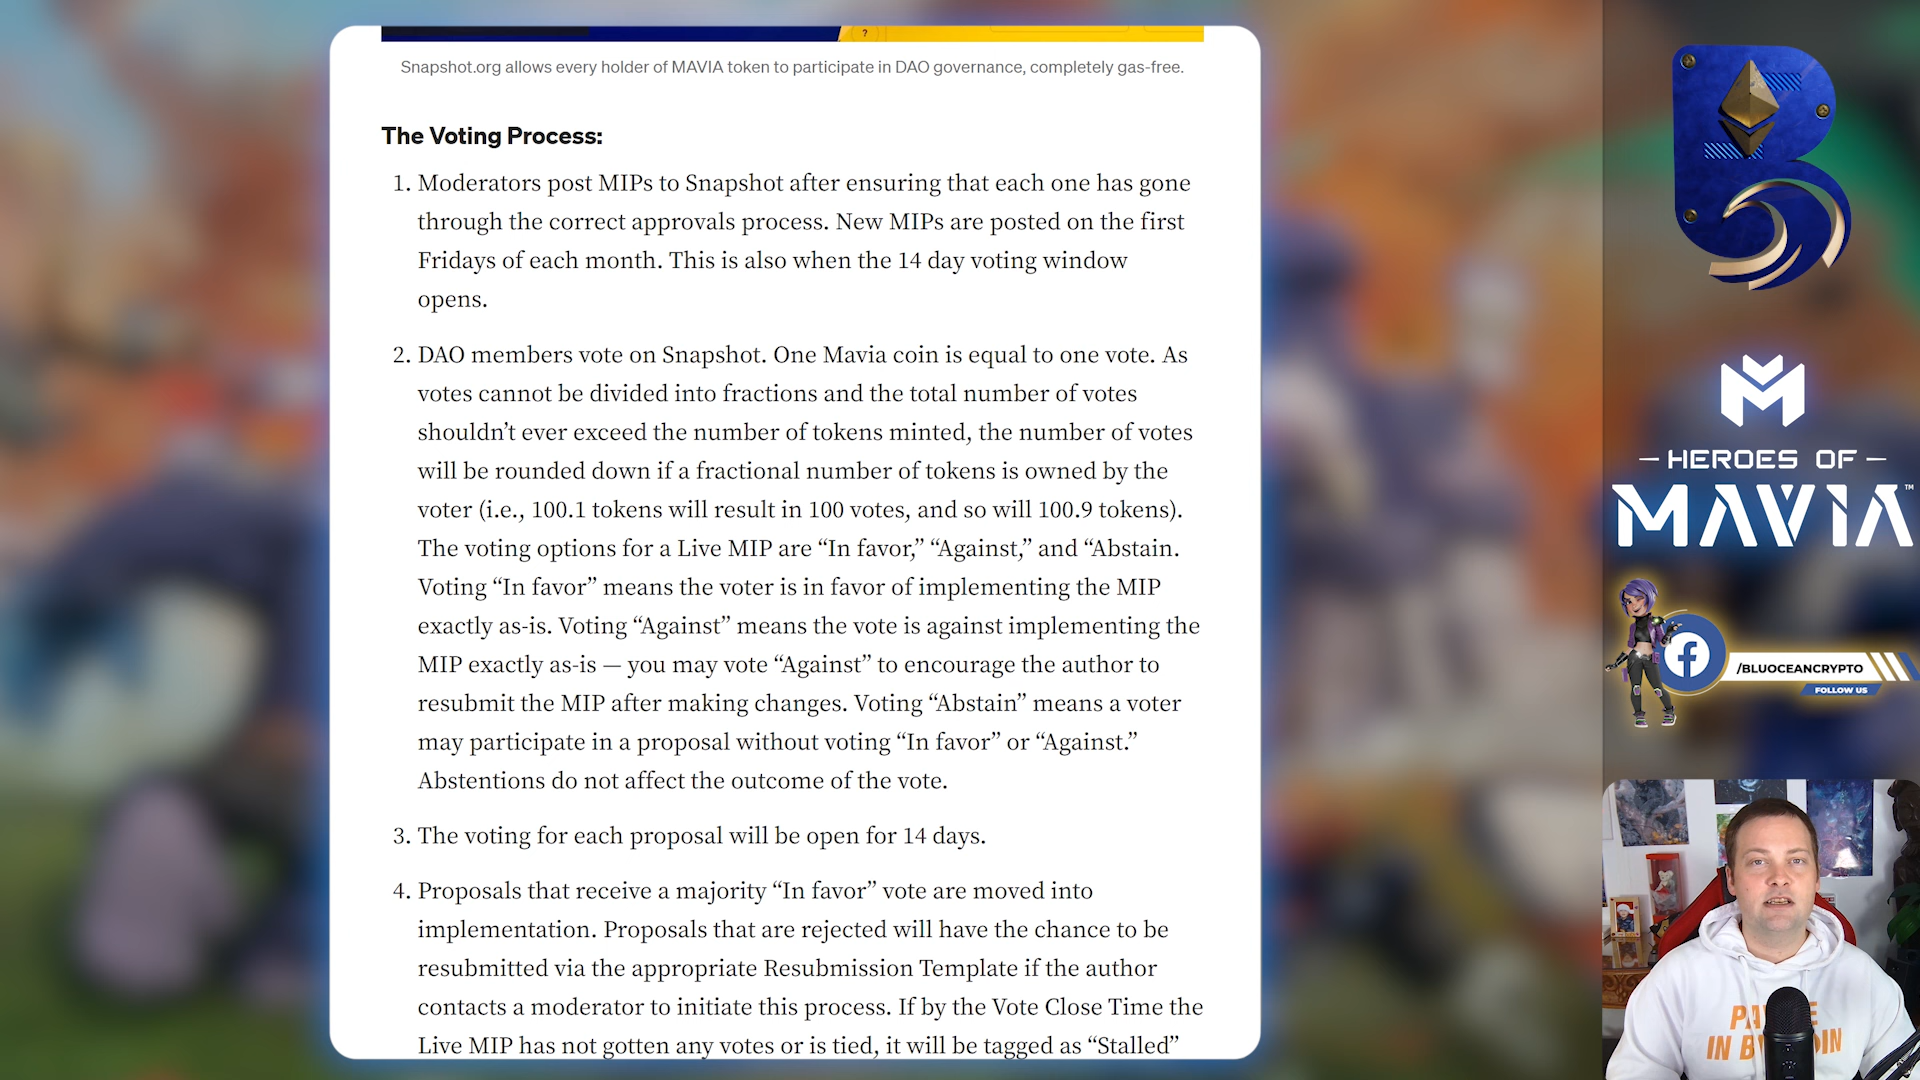 ?
Snapshot.org allows every holder of MAVIA token to participate in DAO governance, completely gas-free.
The Voting Process:
1. Moderators post MIPs to Snapshot after ensuring that each one has gone
through the correct approvals process. New MIPs are posted on the first
Fridays of each month. This is also when the 14 day voting window
opens.
2. DAO members vote on Snapshot. One Mavia coin is equal to one vote. As
votes cannot be divided into fractions and the total number of votes
shouldn’t ever exceed the number of tokens minted, the number of votes
will be rounded down if a fractional number of tokens is owned by the
voter (i.e., 100.1 tokens will result in 100 votes, and so will 100.9 tokens).
The voting options for a Live MIP are “In favor,” “Against,” and “Abstain.
Voting “In favor” means the voter is in favor of implementing the MIP
exactly as-is. Voting “Against” means the vote is against implementing the
MIP exactly as-is — you may vote “Against” to encourage the author to
resubmit the MIP after making changes. Voting “Abstain” means a voter
may participate in a proposal without voting “In favor” or “Against.”
Abstentions do not affect the outcome of the vote.
3. The voting for each proposal will be open for 14 days.
4. Proposals that receive a majority “In favor” vote are moved into
implementation. Proposals that are rejected will have the chance to be
resubmitted via the appropriate Resubmission Template if the author
contacts a moderator to initiate this process. If by the Vote Close Time the
Live MIP has not gotten any votes or is tied, it will be tagged as “Stalled”
HEROES OF
MAVIA™
/BLUOCEANCRYPTO
FOLLOW US
IN